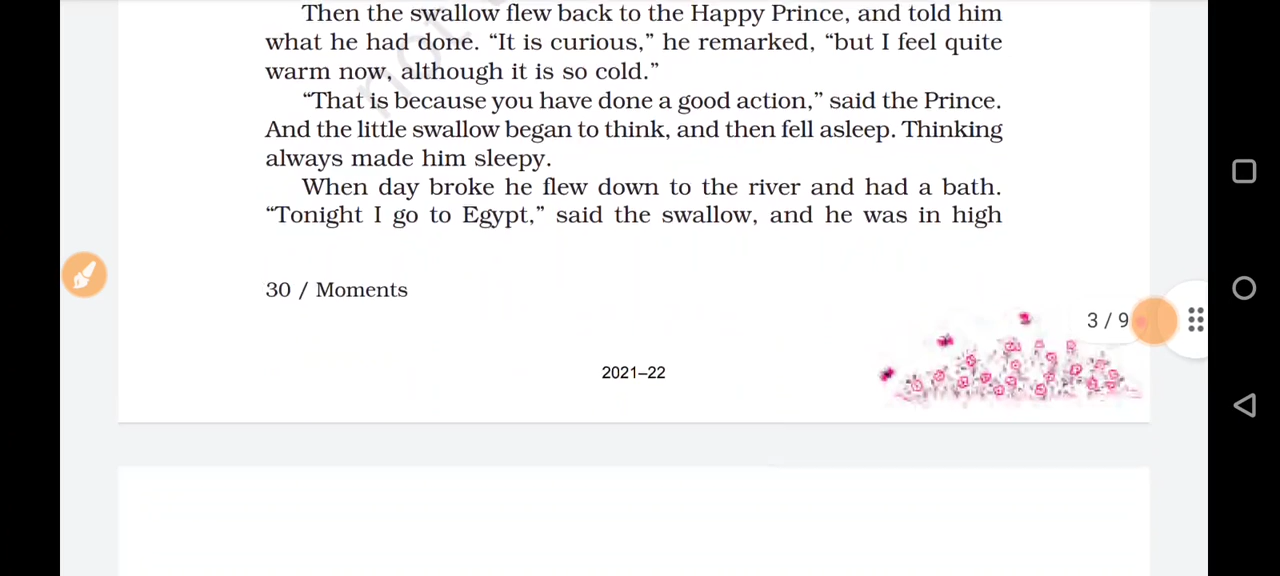 Then the swallow flew back to the Happy Prince, and told him
what he had done. “It is curious,” he remarked, “but I feel quite
warm now, although it is so cold.”
“That is because you have done a good action,” said the Prince.
And the little swallow began to think, and then fell asleep. Thinking
always made him sleepy.
When day broke he flew down to the river and had a bath.
“Tonight I go to Egypt,” said the swallow, and he was in high
30 / Moments
3 / 9
2021–22
not